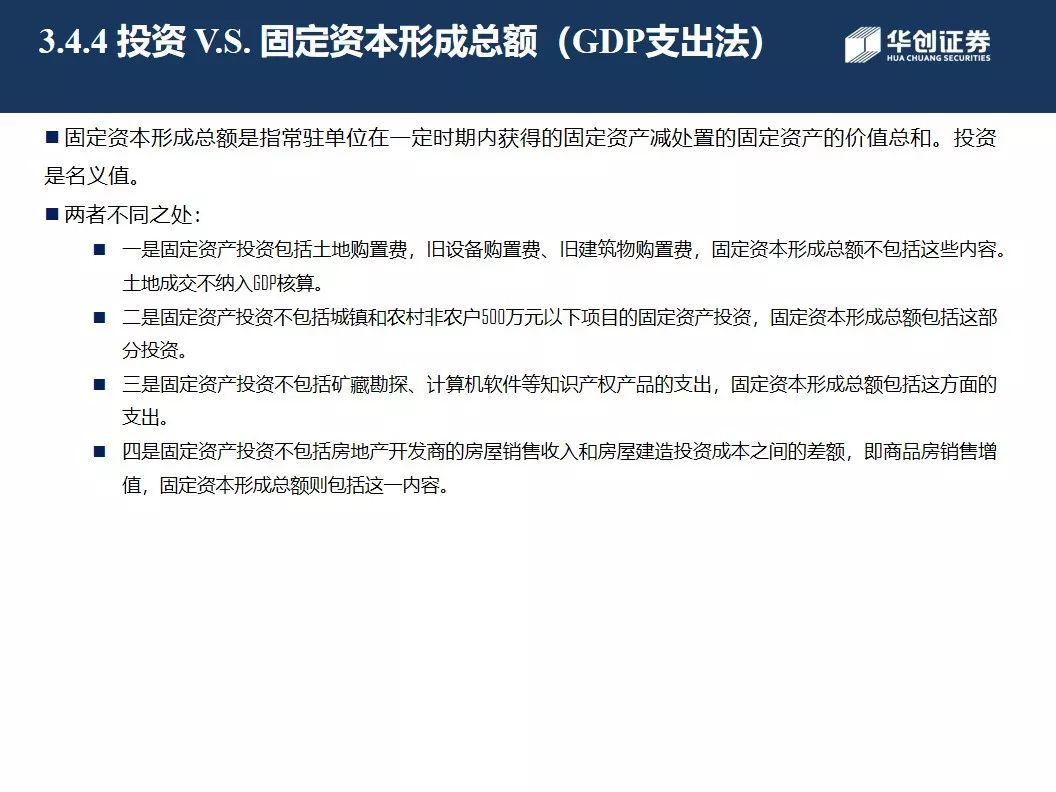 3.4.4 投资 V.S. 固定资本形成总额（GDP支出法）
华创证券
HUA CHUANG SECURITIES
■ 固定资本形成总额是指常驻单位在一定时期内获得的固定资产减处置的固定资产的价值总和。投资
是名义值。
■ 两者不同之处：
■ 一是固定资产投资包括土地购置费，旧设备购置费、旧建筑物购置费，固定资本形成总额不包括这些内容。
土地成交不纳入GDP核算。
■ 二是固定资产投资不包括城镇和农村非农户500万元以下项目的固定资产投资，固定资本形成总额包括这部
分投资。
■ 三是固定资产投资不包括矿藏勘探、计算机软件等知识产权产品的支出，固定资本形成总额包括这方面的
支出。
■ 四是固定资产投资不包括房地产开发商的房屋销售收入和房屋建造投资成本之间的差额，即商品房销售增
值，固定资本形成总额则包括这一内容。